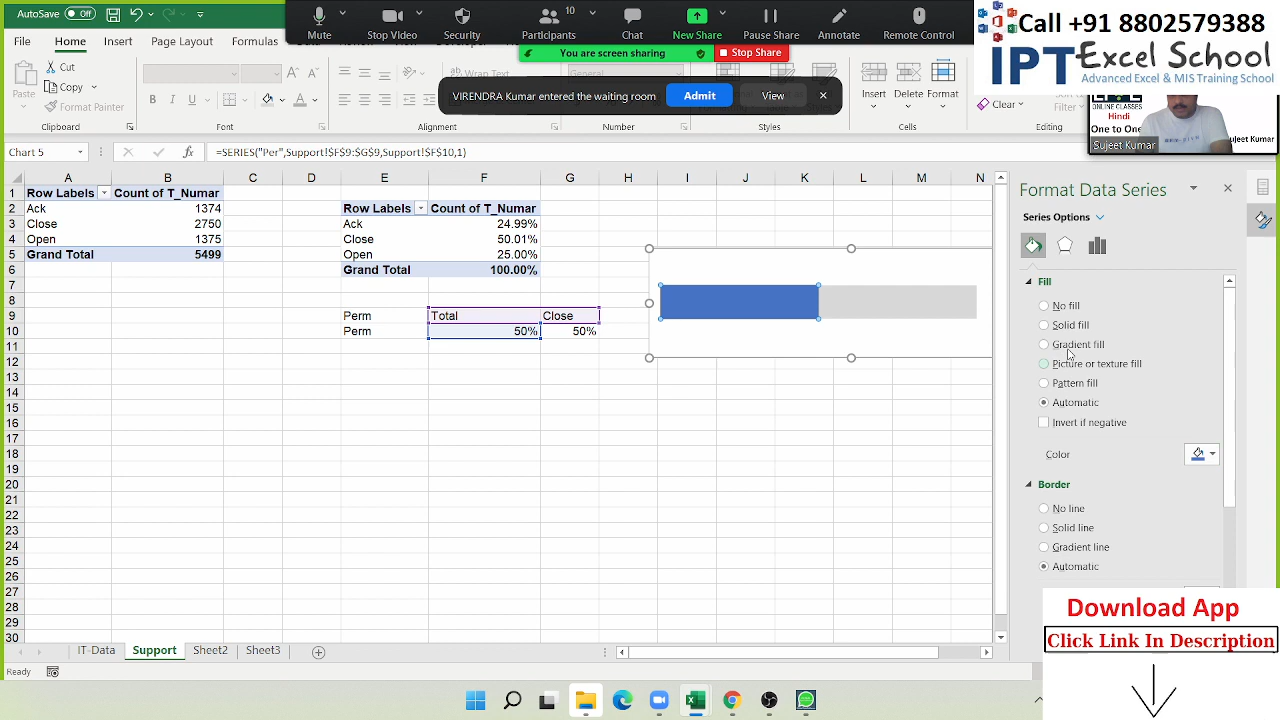 AutoSave Off
Mute
Stop Video
Security
10
Participants
Chat
New Share
Pause Share
Annotate
Remote Control
You are screen sharing
Stop Share
Call +91 8802579388
IPT Excel School
Advanced Excel & MIS Training School
File
Home
Insert
Page Layout
Formulas
Paste
Cut
Copy
Format Painter
Clipboard
B I U
Font
Wrap Text
General
Alignment
Number
Styles
Insert Delete Format
Cells
Clear
Filter
Editing
VIRENDRA Kumar entered the waiting room
Admit
View
ONLINE CLASSES
Hindi
One to One
Sujeet Kumar
Sujeet Kumar
Chart 5
fx
=SERIES("Per",Support!$F$9:$G$9,Support!$F$10,1)
A B C D E F G H I J K L M N
1 Row Labels Count of T_Numar
2 Ack 1374 Row Labels Count of T_Numar
3 Close 2750 Ack 24.99%
4 Open 1375 Close 50.01%
5 Grand Total 5499 Open 25.00%
6 Grand Total 100.00%
7
8
9 Perm Total Close
10 Perm 50% 50%
11
12
13
14
15
16
17
18
19
20
21
22
23
24
25
26
27
28
29
30
Format Data Series
Series Options
Fill
No fill
Solid fill
Gradient fill
Picture or texture fill
Pattern fill
Automatic
Invert if negative
Color
Border
No line
Solid line
Gradient line
Automatic
IT-Data Support Sheet2 Sheet3
Ready
Download App
Click Link In Description